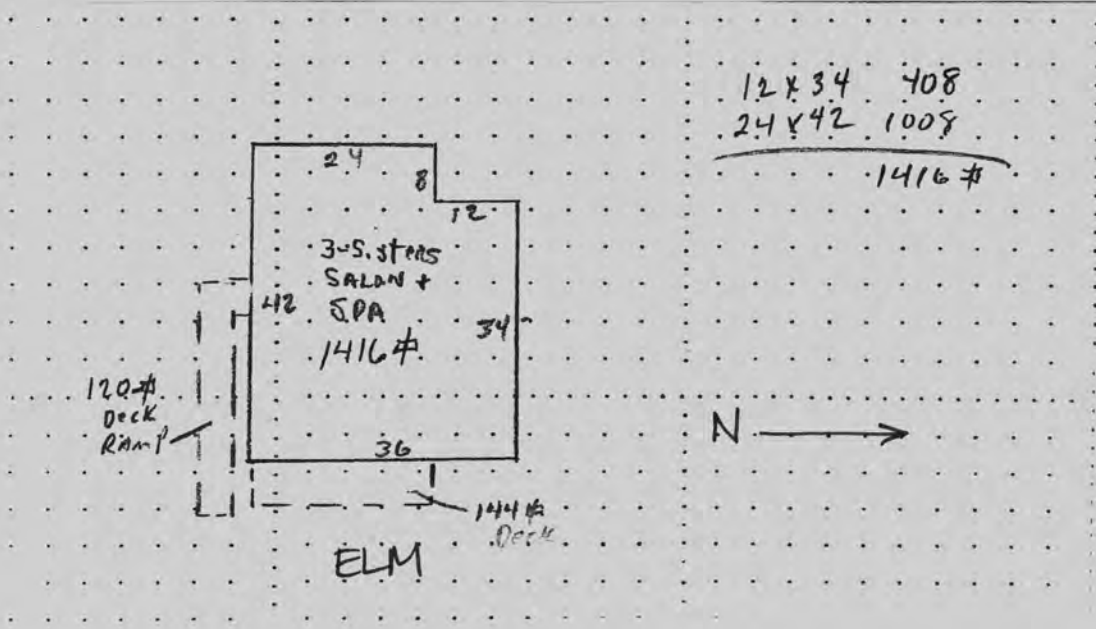 12 x 34 408
24 x 42 1008
1416 #
24
8
12
3-Sisters
SALON +
SPA
1416 #
42
34
120 #
Deck
RAMP
36
N
144 #
Deck
ELM